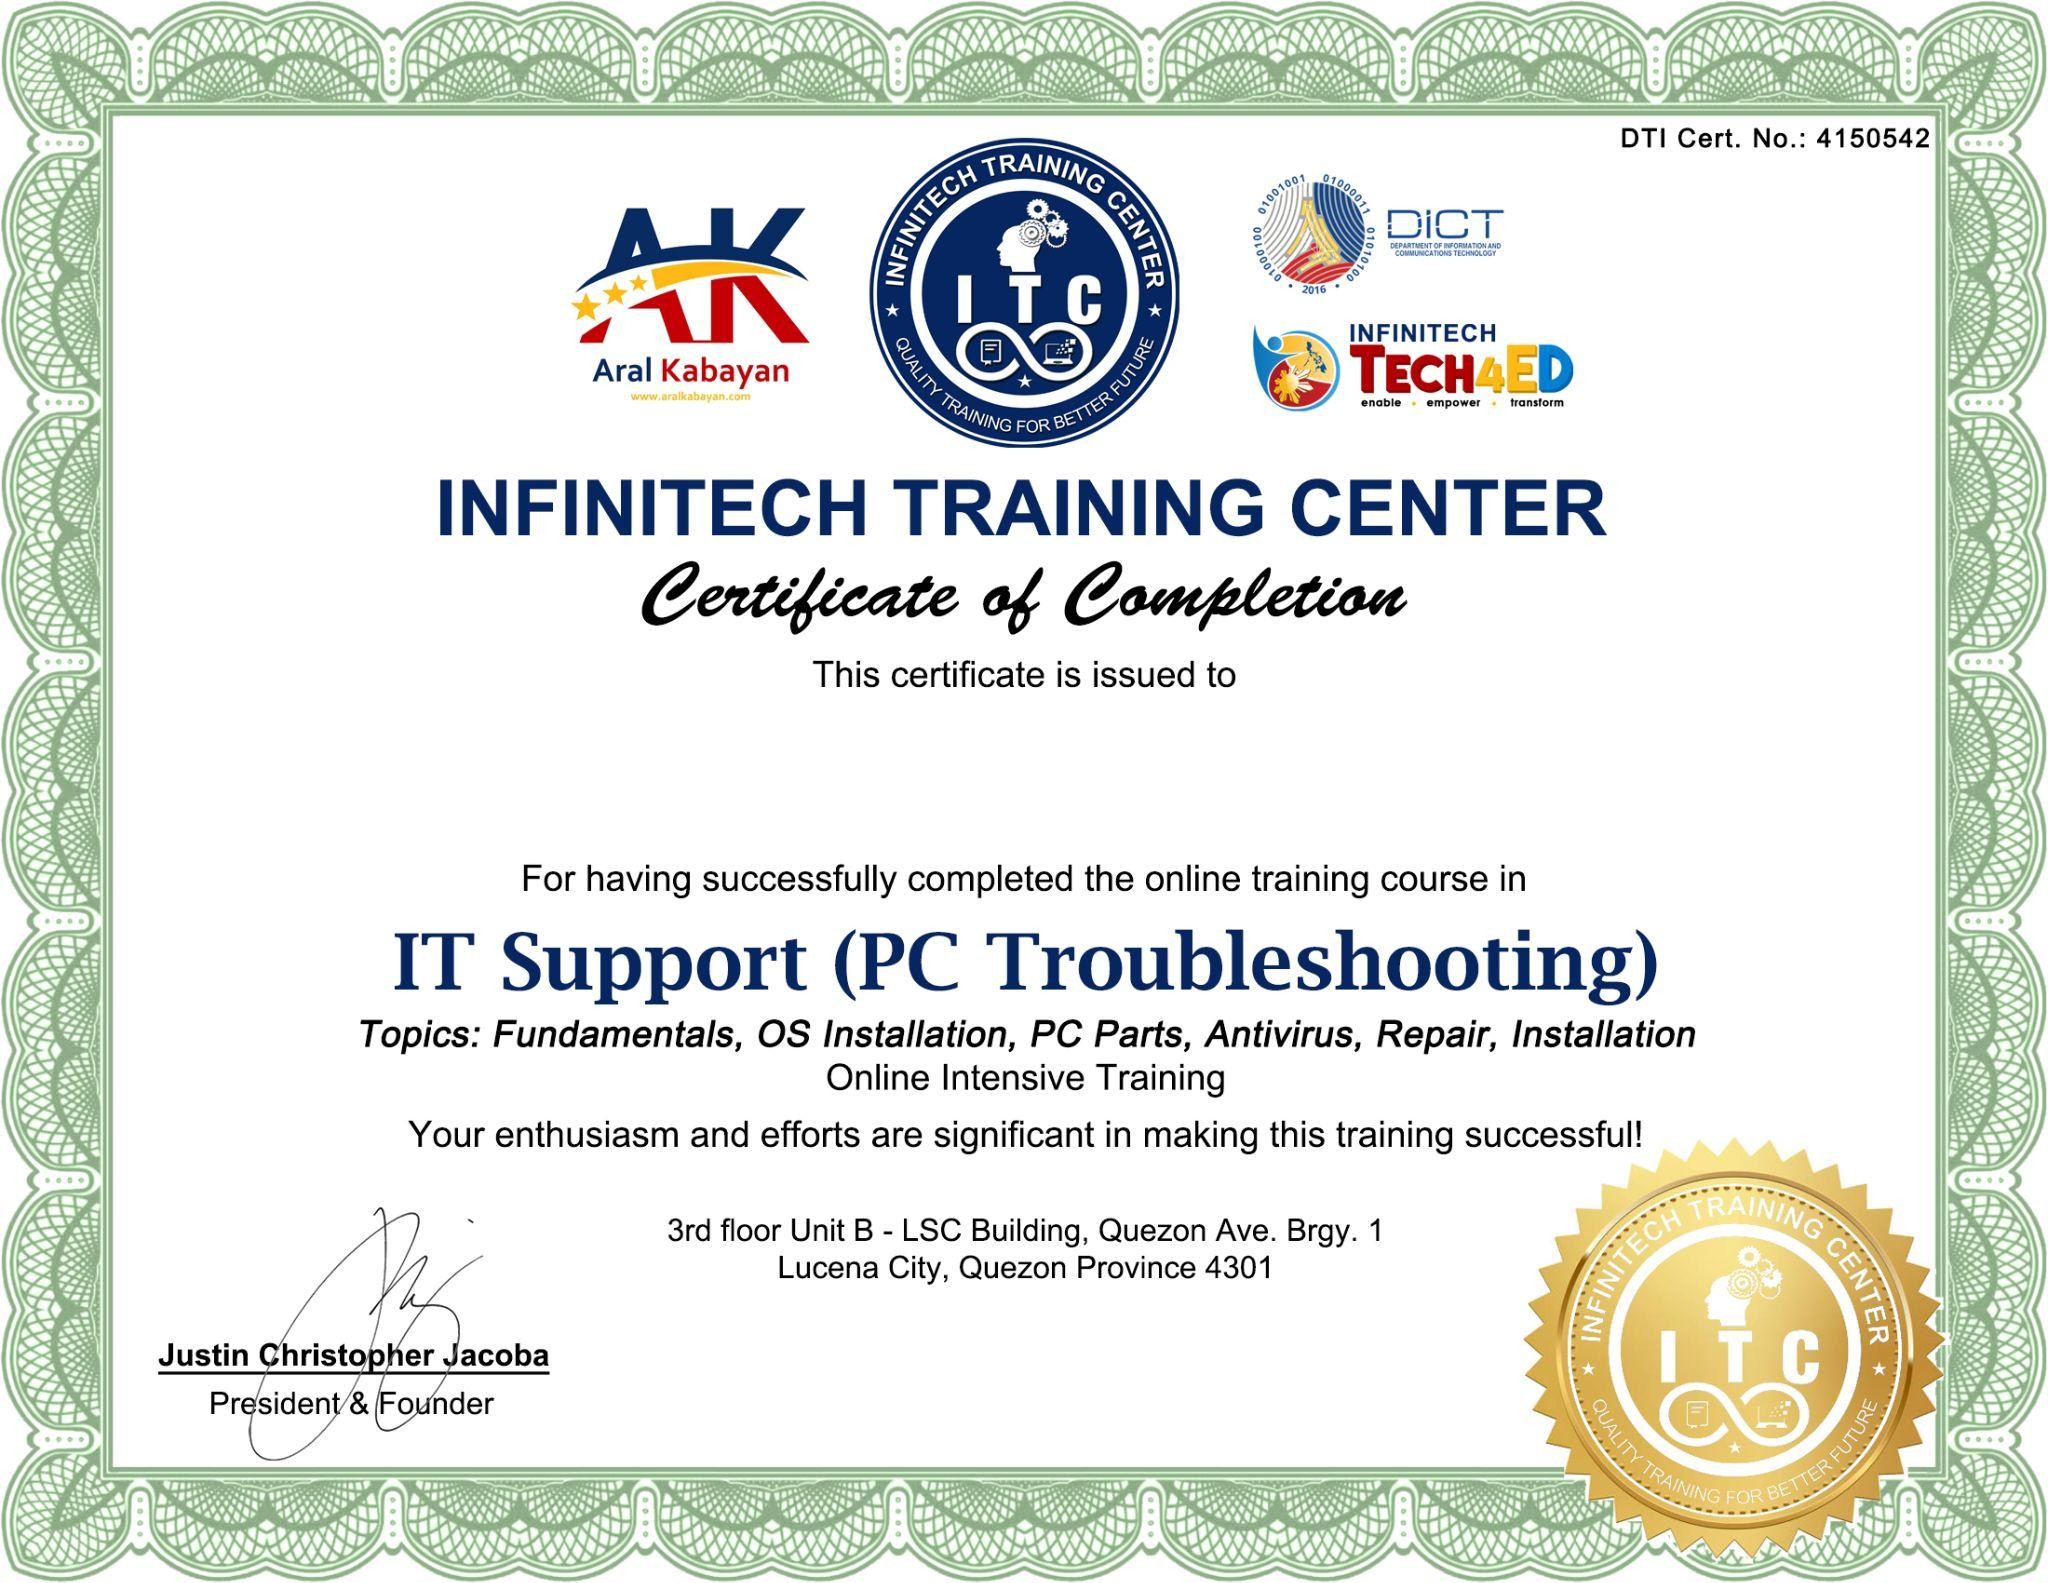 DTI Cert. No.: 4150542
AK
Aral Kabayan
www.aralkabayan.com
INFINITECH TRAINING CENTER
ITC
QUALITY TRAINING FOR BETTER FUTURE
01000100 01001001 01000011 01010100
2016
DICT
DEPARTMENT OF INFORMATION AND
COMMUNICATIONS TECHNOLOGY
INFINITECH
TECH4ED
enable • empower • transform
INFINITECH TRAINING CENTER
Certificate of Completion
This certificate is issued to
For having successfully completed the online training course in
IT Support (PC Troubleshooting)
Topics: Fundamentals, OS Installation, PC Parts, Antivirus, Repair, Installation
Online Intensive Training
Your enthusiasm and efforts are significant in making this training successful!
3rd floor Unit B - LSC Building, Quezon Ave. Brgy. 1
Lucena City, Quezon Province 4301
Justin Christopher Jacoba
President & Founder
INFINITECH TRAINING CENTER
ITC
QUALITY TRAINING FOR BETTER FUTURE